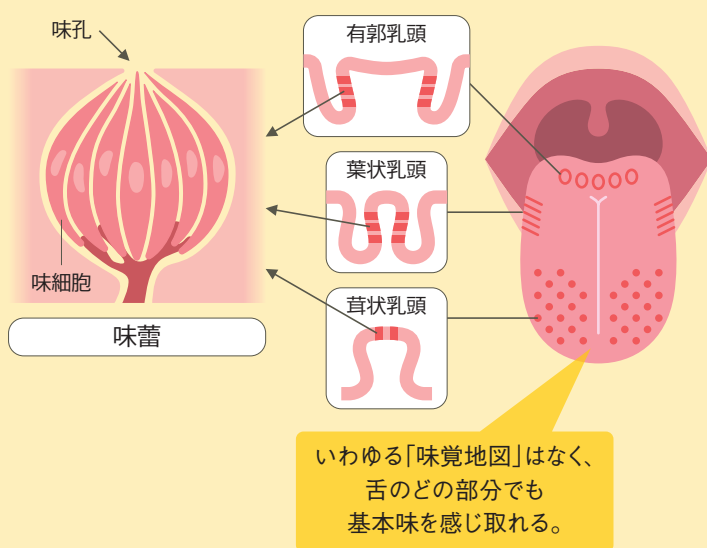 味孔
味細胞
味蕾
有郭乳頭
葉状乳頭
茸状乳頭
いわゆる「味覚地図」はなく、
舌のどの部分でも
基本味を感じ取れる。